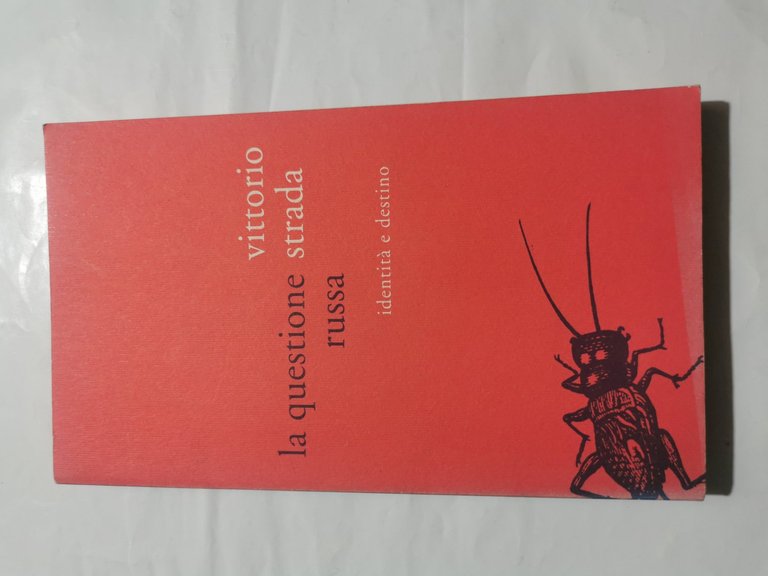 vittorio
la questione strada
russa
identità e destino